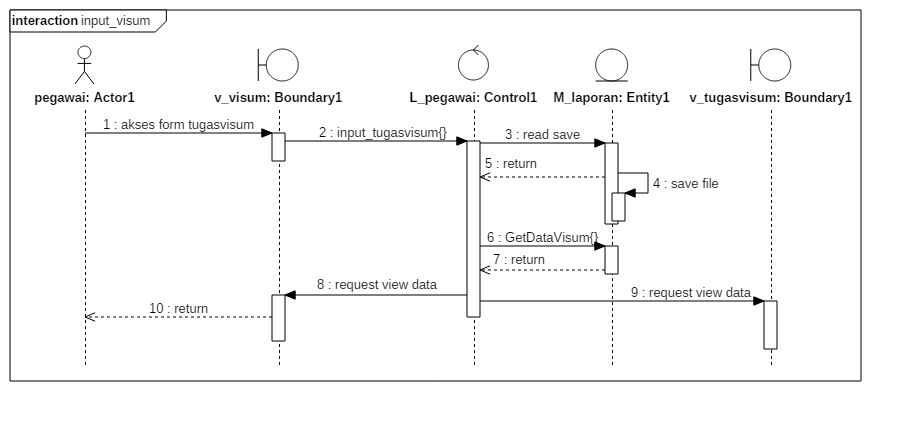 interaction input_visum
pegawai: Actor1
v_visum: Boundary1
L_pegawai: Control1
M_laporan: Entity1
v_tugasvisum: Boundary1
1 : akses form tugasvisum
2 : input_tugasvisum{}
3 : read save
5 : return
4 : save file
6 : GetDataVisum{}
7 : return
8 : request view data
9 : request view data
10 : return